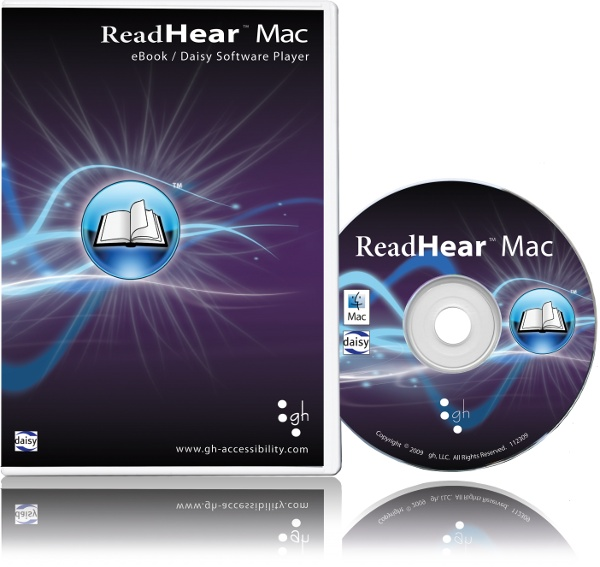 ReadHear™ Mac
eBook / Daisy Software Player
TM
gh
daisy
www.gh-accessibility.com
ReadHear™ Mac
TM
Mac
daisy
gh
Copyright © 2009 gh, LLC. All Rights Reserved. 112309